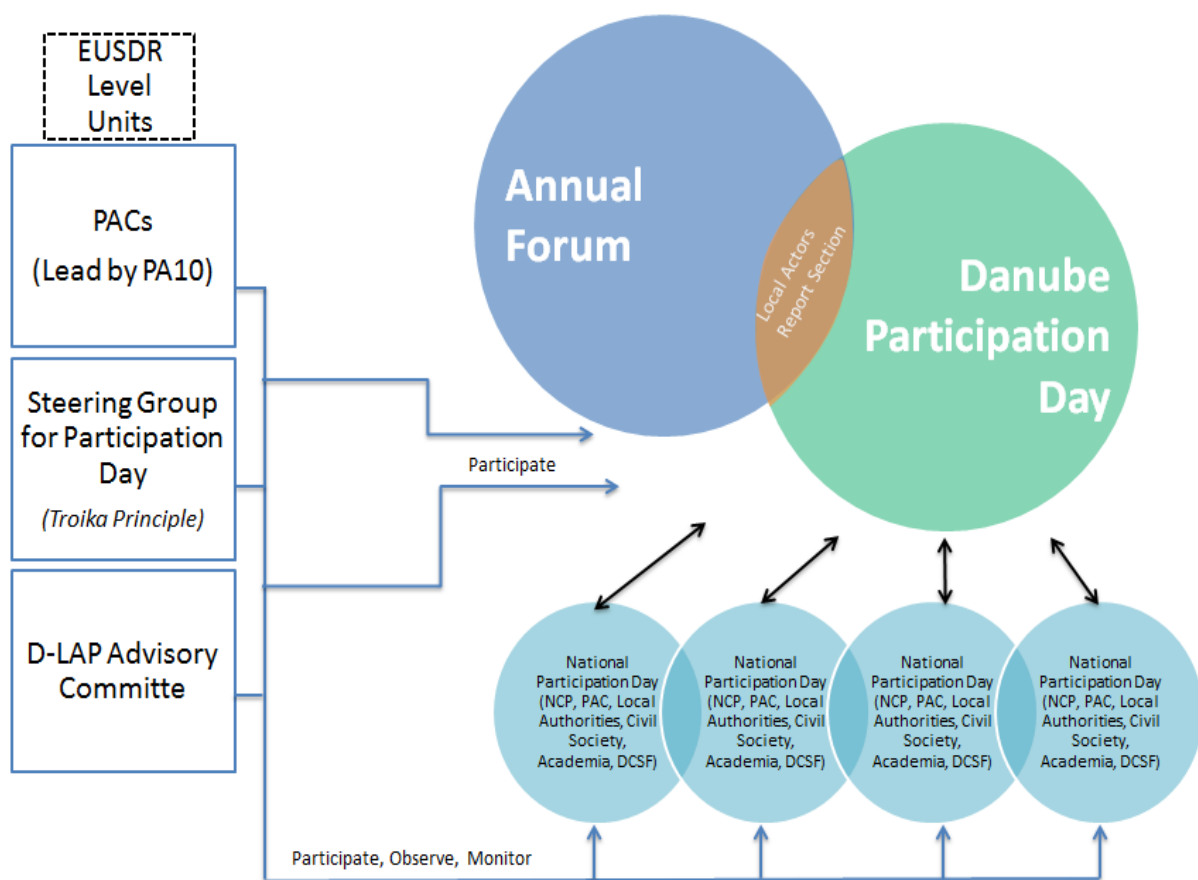 EUSDR
Level
Units
PACs
(Lead by PA10)
Steering Group
for Participation
Day
(Troika Principle)
D-LAP Advisory
Committe
Annual
Forum
Local Actors
Report Section
Danube
Participation
Day
Participate
National
Participation Day
(NCP, PAC, Local
Authorities, Civil
Society,
Academia, DCSF)
National
Participation Day
(NCP, PAC, Local
Authorities, Civil
Society,
Academia, DCSF)
National
Participation Day
(NCP, PAC, Local
Authorities, Civil
Society,
Academia, DCSF)
National
Participation Day
(NCP, PAC, Local
Authorities, Civil
Society,
Academia, DCSF)
Participate, Observe, Monitor